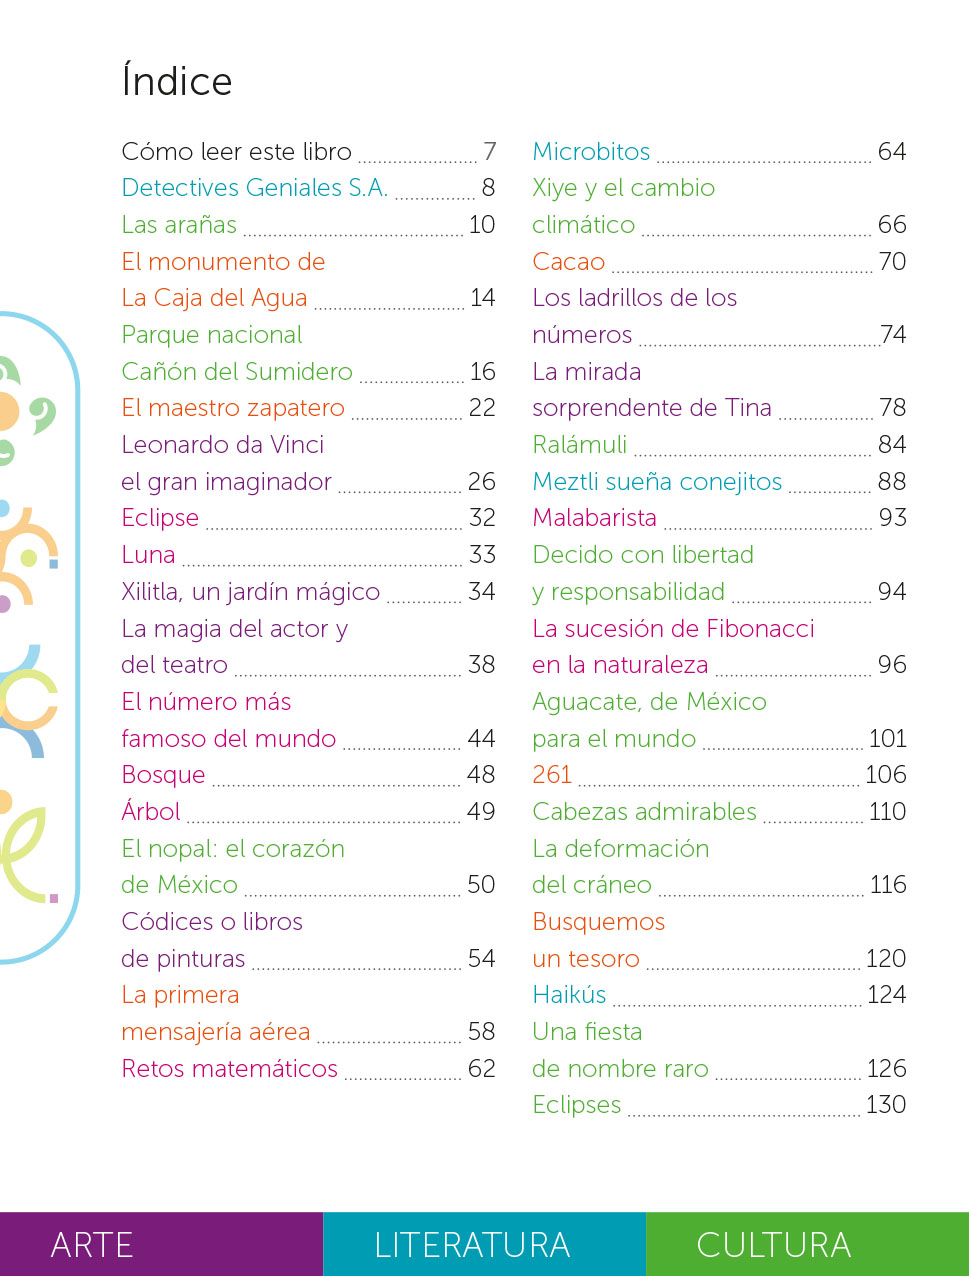 Índice
Cómo leer este libro 7
Detectives Geniales S.A. 8
Las arañas 10
El monumento de
La Caja del Agua 14
Parque nacional
Cañón del Sumidero 16
El maestro zapatero 22
Leonardo da Vinci
el gran imaginador 26
Eclipse 32
Luna 33
Xilitla, un jardín mágico 34
La magia del actor y
del teatro 38
El número más
famoso del mundo 44
Bosque 48
Árbol 49
El nopal: el corazón
de México 50
Códices o libros
de pinturas 54
La primera
mensajería aérea 58
Retos matemáticos 62
Microbitos 64
Xiye y el cambio
climático 66
Cacao 70
Los ladrillos de los
números 74
La mirada
sorprendente de Tina 78
Ralámuli 84
Meztli sueña conejitos 88
Malabarista 93
Decido con libertad
y responsabilidad 94
La sucesión de Fibonacci
en la naturaleza 96
Aguacate, de México
para el mundo 101
261 106
Cabezas admirables 110
La deformación
del cráneo 116
Busquemos
un tesoro 120
Haikús 124
Una fiesta
de nombre raro 126
Eclipses 130
ARTE
LITERATURA
CULTURA